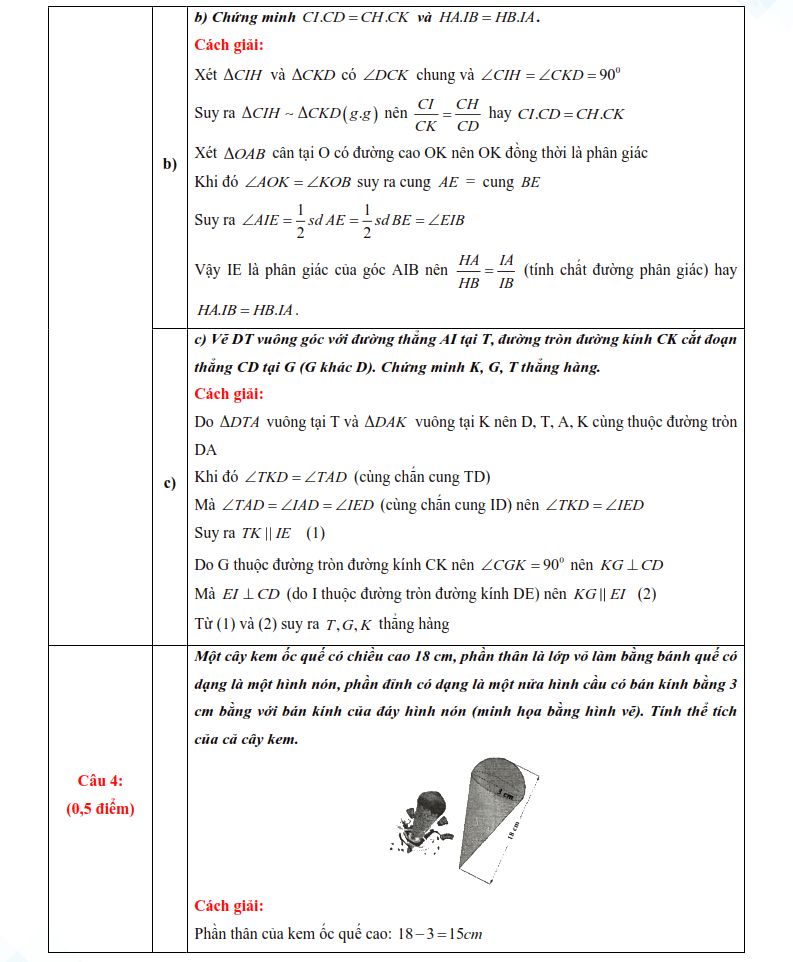 b) Chứng minh CI.CD = CH.CK và HA.IB = HB.IA.
Cách giải:
Xét ΔCIH và ΔCKD có ∠DCK chung và ∠CIH = ∠CKD = 90⁰
Suy ra ΔCIH ~ ΔCKD(g.g) nên CI/CK = CH/CD hay CI.CD = CH.CK
b)
Xét ΔOAB cân tại O có đường cao OK nên OK đồng thời là phân giác
Khi đó ∠AOK = ∠KOB suy ra cung AE = cung BE
Suy ra ∠AIE = 1/2 sd AE = 1/2 sd BE = ∠EIB
Vậy IE là phân giác của góc AIB nên HA/HB = IA/IB (tính chất đường phân giác) hay
HA.IB = HB.IA.
c) Vẽ DT vuông góc với đường thẳng AI tại T, đường tròn đường kính CK cắt đoạn
thẳng CD tại G (G khác D). Chứng minh K, G, T thẳng hàng.
Cách giải:
Do ΔDTA vuông tại T và ΔDAK vuông tại K nên D, T, A, K cùng thuộc đường tròn
DA
c)
Khi đó ∠TKD = ∠TAD (cùng chắn cung TD)
Mà ∠TAD = ∠IAD = ∠IED (cùng chắn cung ID) nên ∠TKD = ∠IED
Suy ra TK || IE (1)
Do G thuộc đường tròn đường kính CK nên ∠CGK = 90⁰ nên KG ⊥ CD
Mà EI ⊥ CD (do I thuộc đường tròn đường kính DE) nên KG || EI (2)
Từ (1) và (2) suy ra T, G, K thẳng hàng
Câu 4:
(0,5 điểm)
Một cây kem ốc quế có chiều cao 18 cm, phần thân là lớp vỏ làm bằng bánh quế có
dạng là một hình nón, phần đỉnh có dạng là một nửa hình cầu có bán kính bằng 3
cm bằng với bán kính của đáy hình nón (minh họa bằng hình vẽ). Tính thể tích
của cả cây kem.
3 cm
18 cm
Cách giải:
Phần thân của kem ốc quế cao: 18 − 3 = 15cm